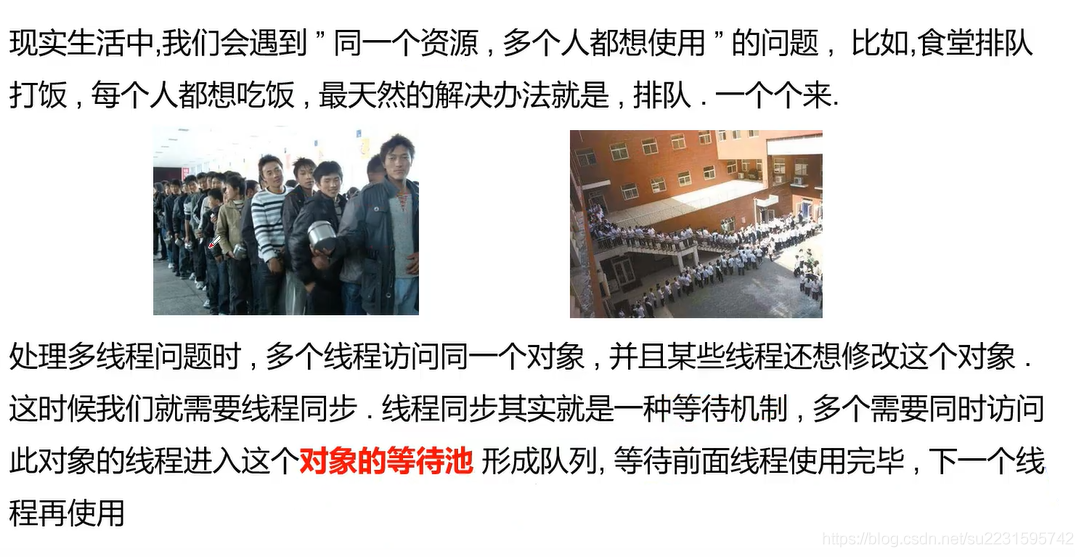 现实生活中,我们会遇到 ” 同一个资源 , 多个人都想使用 ” 的问题 , 比如,食堂排队
打饭 , 每个人都想吃饭 , 最天然的解决办法就是 , 排队 . 一个个来.
处理多线程问题时 , 多个线程访问同一个对象 , 并且某些线程还想修改这个对象 .
这时候我们就需要线程同步 . 线程同步其实就是一种等待机制 , 多个需要同时访问
此对象的线程进入这个对象的等待池 形成队列, 等待前面线程使用完毕 , 下一个线
程再使用
https://blog.csdn.net/su2231595742